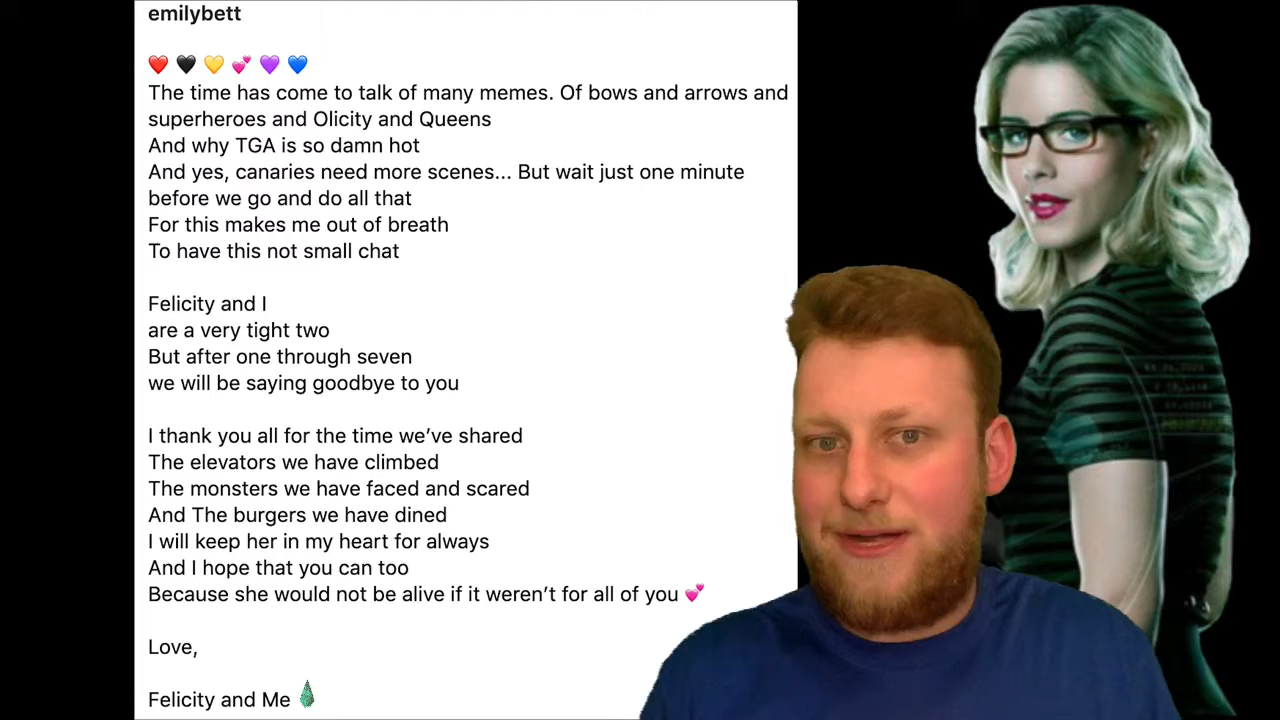 emilybett
❤️ 🖤 💛 💕 💜 💙
The time has come to talk of many memes. Of bows and arrows and
superheroes and Olicity and Queens
And why TGA is so damn hot
And yes, canaries need more scenes... But wait just one minute
before we go and do all that
For this makes me out of breath
To have this not small chat
Felicity and I
are a very tight two
But after one through seven
we will be saying goodbye to you
I thank you all for the time we’ve shared
The elevators we have climbed
The monsters we have faced and scared
And The burgers we have dined
I will keep her in my heart for always
And I hope that you can too
Because she would not be alive if it weren’t for all of you 💕
Love,
Felicity and Me